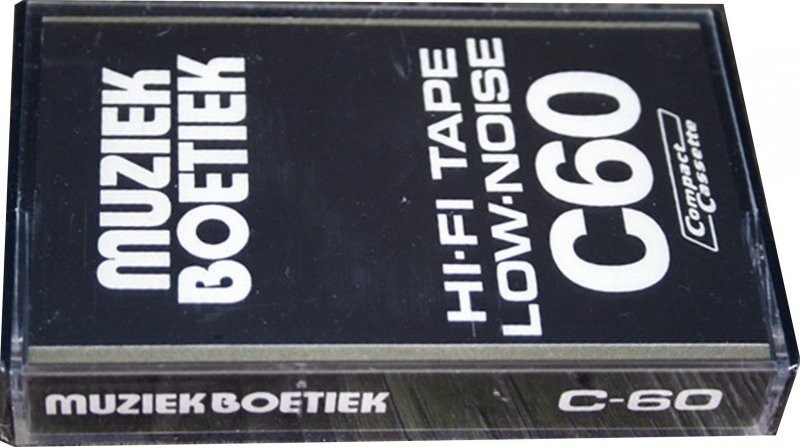 MUZIEK
BOETIEK
HI-FI TAPE
LOW-NOISE
C60
Compact
Cassette
MUZIEK BOETIEK C-60